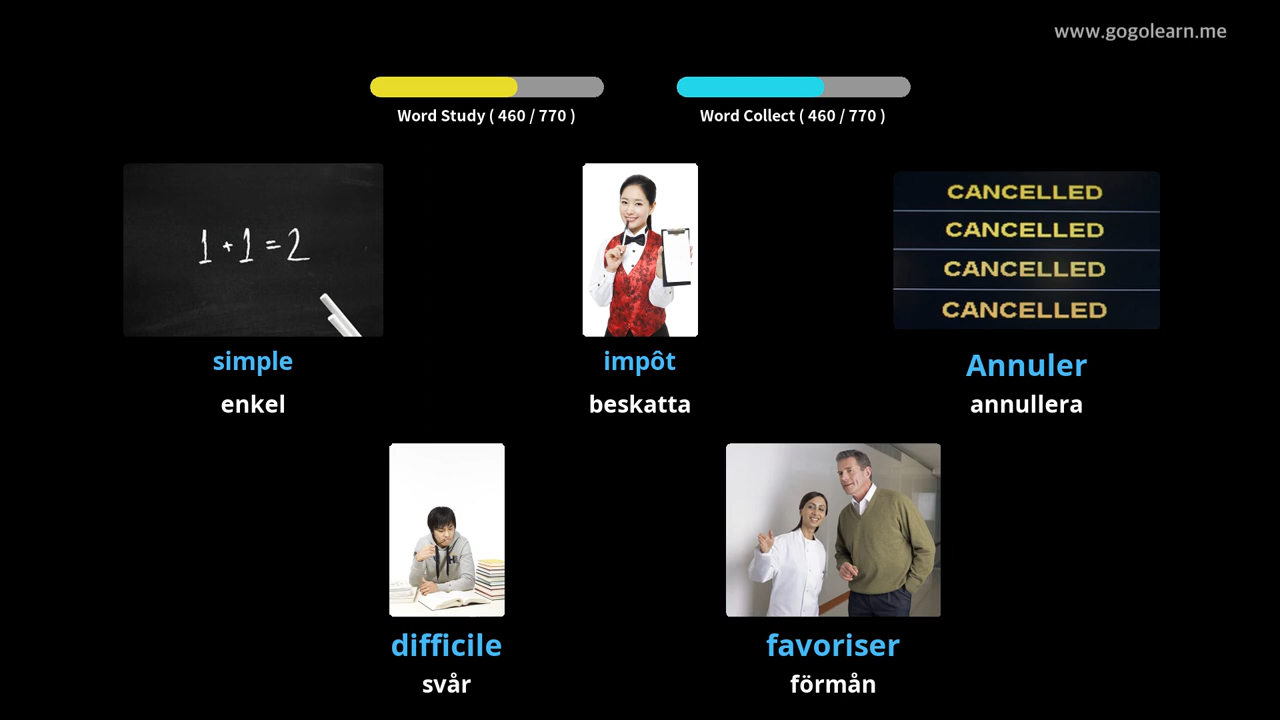 www.gogolearn.me
Word Study ( 460 / 770 )
Word Collect ( 460 / 770 )
1 + 1 = 2
CANCELLED
CANCELLED
CANCELLED
CANCELLED
simple
enkel
impôt
beskatta
Annuler
annullera
difficile
svår
favoriser
förmån